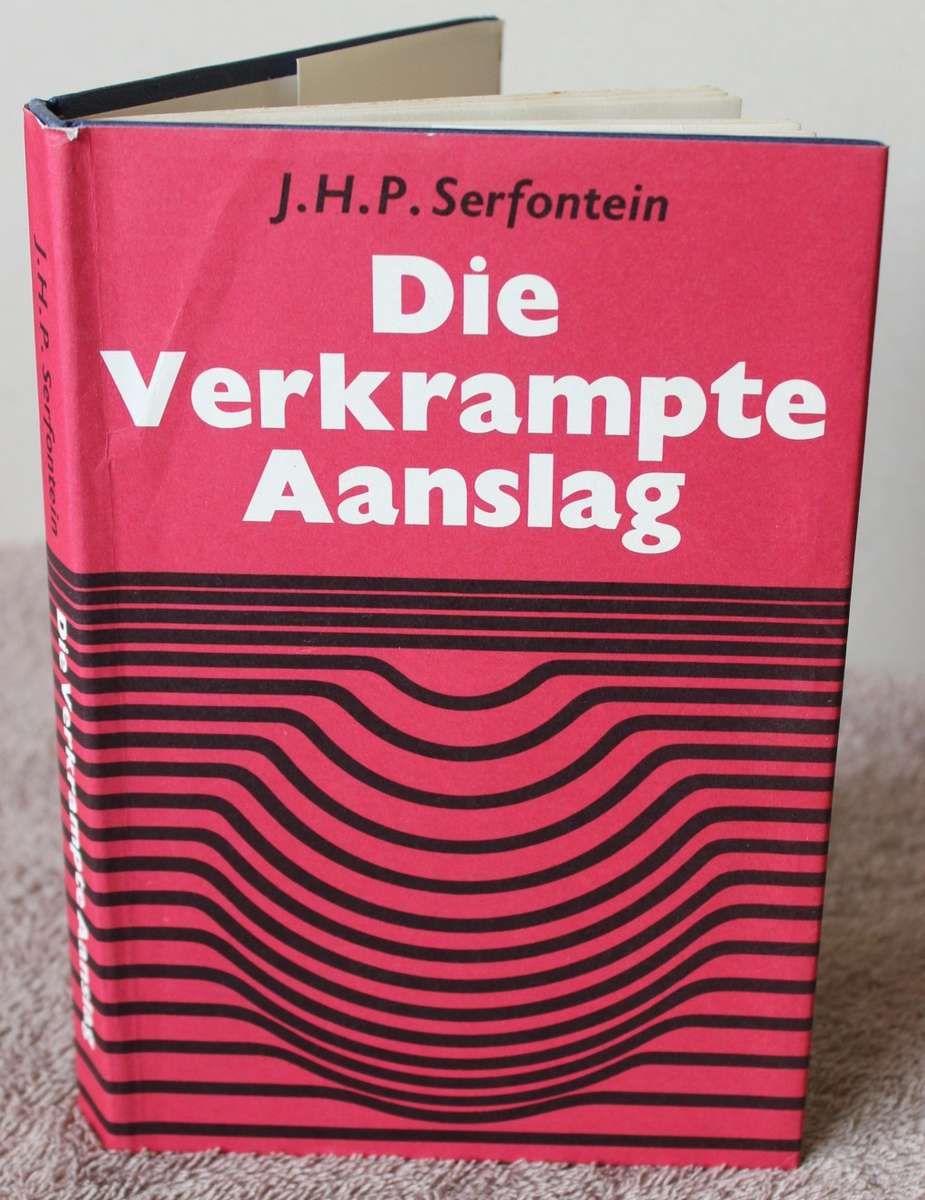 J.H.P. Serfontein
Die
Verkrampte
Aanslag
J.H.P. Serfontein
Die Verkrampte Aanslag